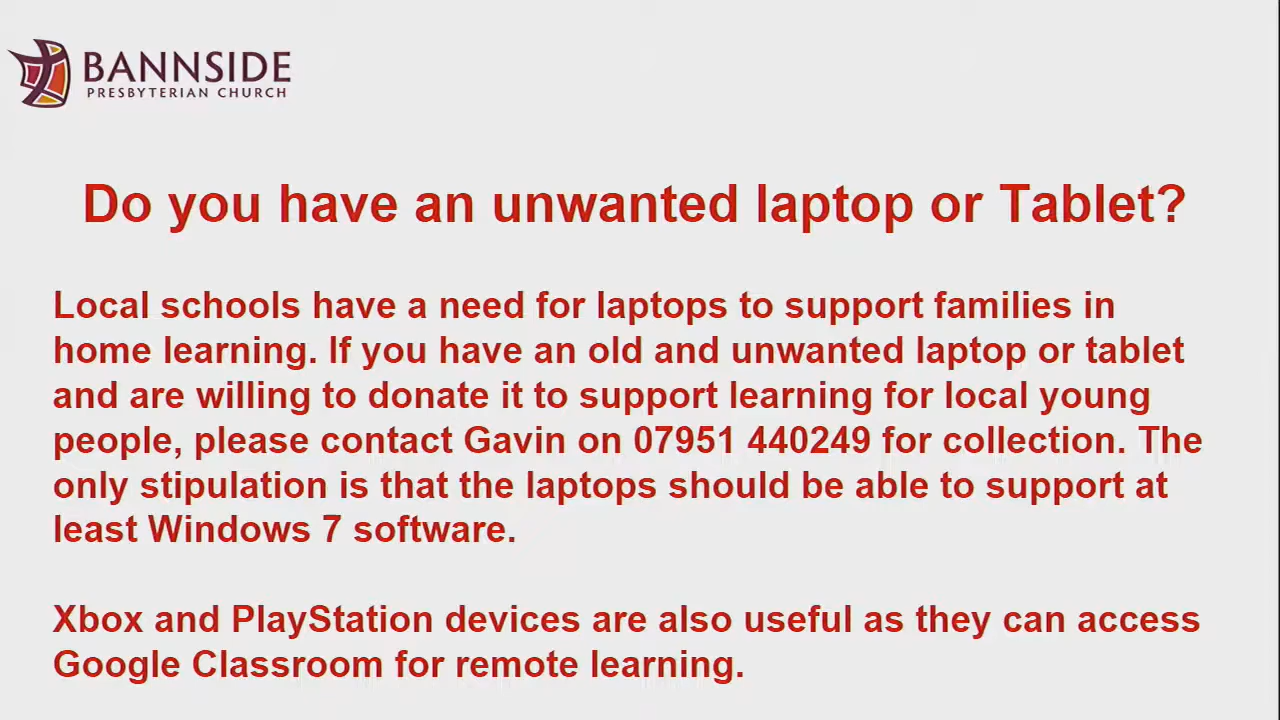 BANNSIDE
PRESBYTERIAN CHURCH
Do you have an unwanted laptop or Tablet?
Local schools have a need for laptops to support families in
home learning. If you have an old and unwanted laptop or tablet
and are willing to donate it to support learning for local young
people, please contact Gavin on 07951 440249 for collection. The
only stipulation is that the laptops should be able to support at
least Windows 7 software.
Xbox and PlayStation devices are also useful as they can access
Google Classroom for remote learning.